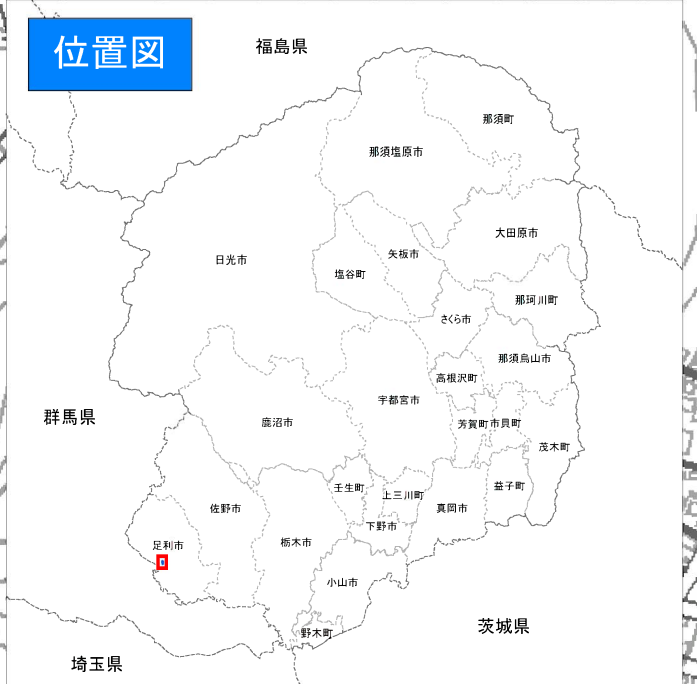 位置図
福島県
那須町
那須塩原市
大田原市
矢板市
日光市
塩谷町
那珂川町
さくら市
那須烏山市
高根沢町
宇都宮市
群馬県
鹿沼市
芳賀町
市貝町
茂木町
壬生町
上三川町
益子町
佐野市
真岡市
下野市
栃木市
足利市
小山市
茨城県
野木町
埼玉県